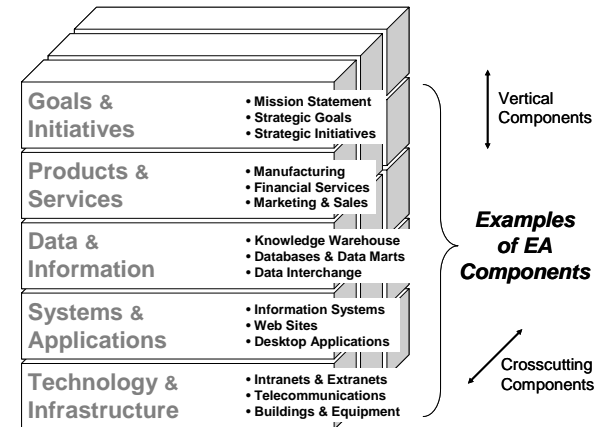 Goals &
Initiatives
• Mission Statement
• Strategic Goals
• Strategic Initiatives
Products &
Services
• Manufacturing
• Financial Services
• Marketing & Sales
Data &
Information
• Knowledge Warehouse
• Databases & Data Marts
• Data Interchange
Systems &
Applications
• Information Systems
• Web Sites
• Desktop Applications
Technology &
Infrastructure
• Intranets & Extranets
• Telecommunications
• Buildings & Equipment
Vertical
Components
Examples
of EA
Components
Crosscutting
Components